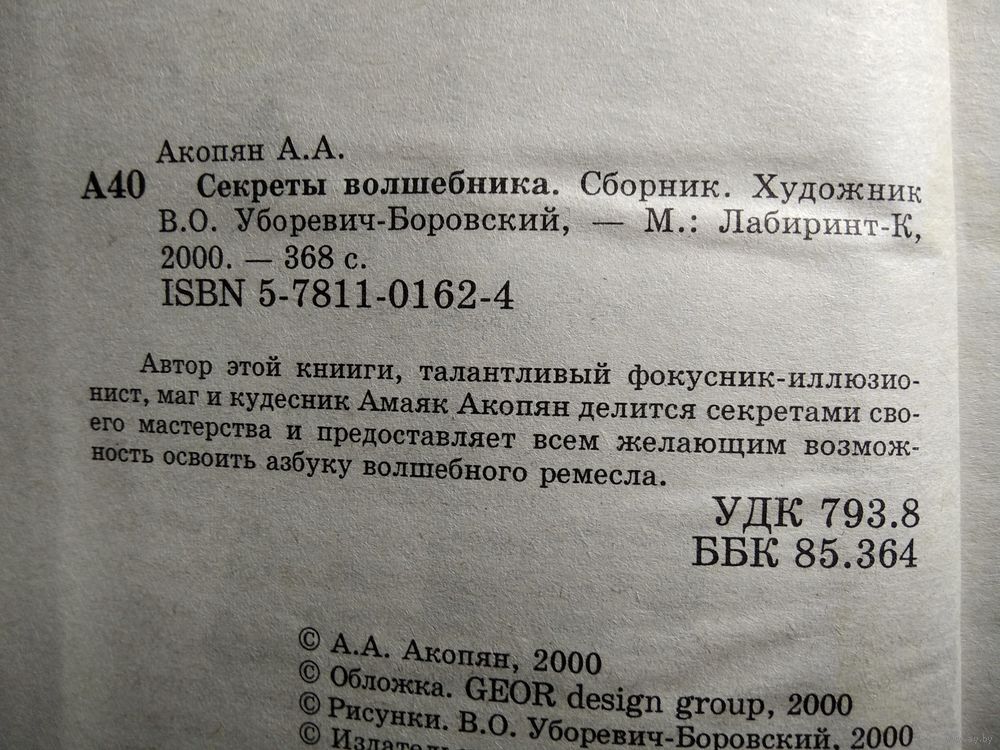 Акопян А.А.
А40 Секреты волшебника. Сборник. Художник
В.О. Уборевич-Боровский, — М.: Лабиринт-К,
2000. — 368 с.
ISBN 5-7811-0162-4
Автор этой книиги, талантливый фокусник-иллюзио-
нист, маг и кудесник Амаяк Акопян делится секретами сво-
его мастерства и предоставляет всем желающим возмож-
ность освоить азбуку волшебного ремесла.
УДК 793.8
ББК 85.364
© А.А. Акопян, 2000
© Обложка. GEOR design group, 2000
© Рисунки. В.О. Уборевич-Боровский, 2000
©